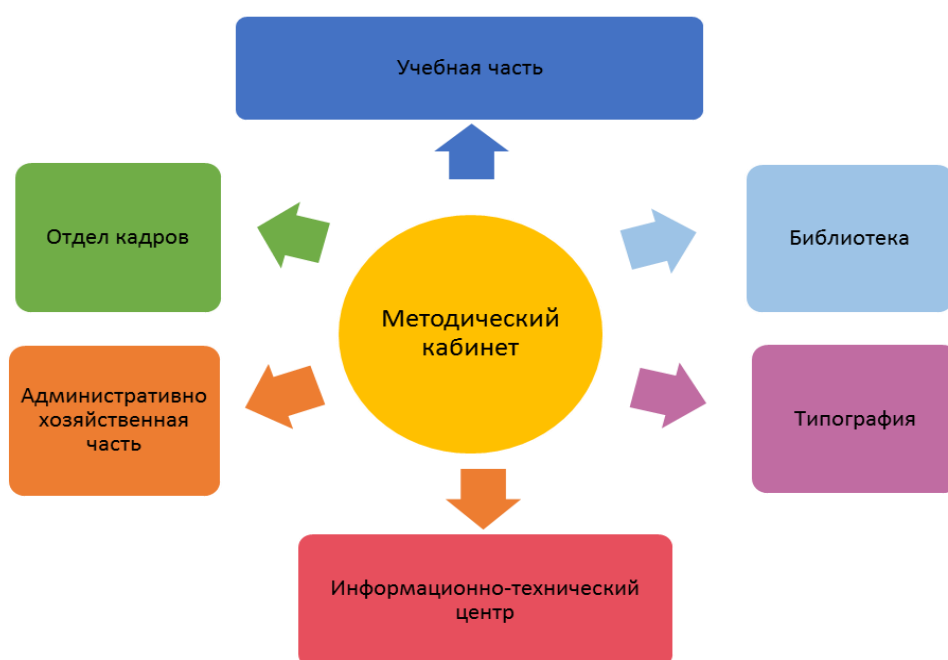 Учебная часть
Отдел кадров
Библиотека
Методический
кабинет
Административно
хозяйственная
часть
Типография
Информационно-технический
центр